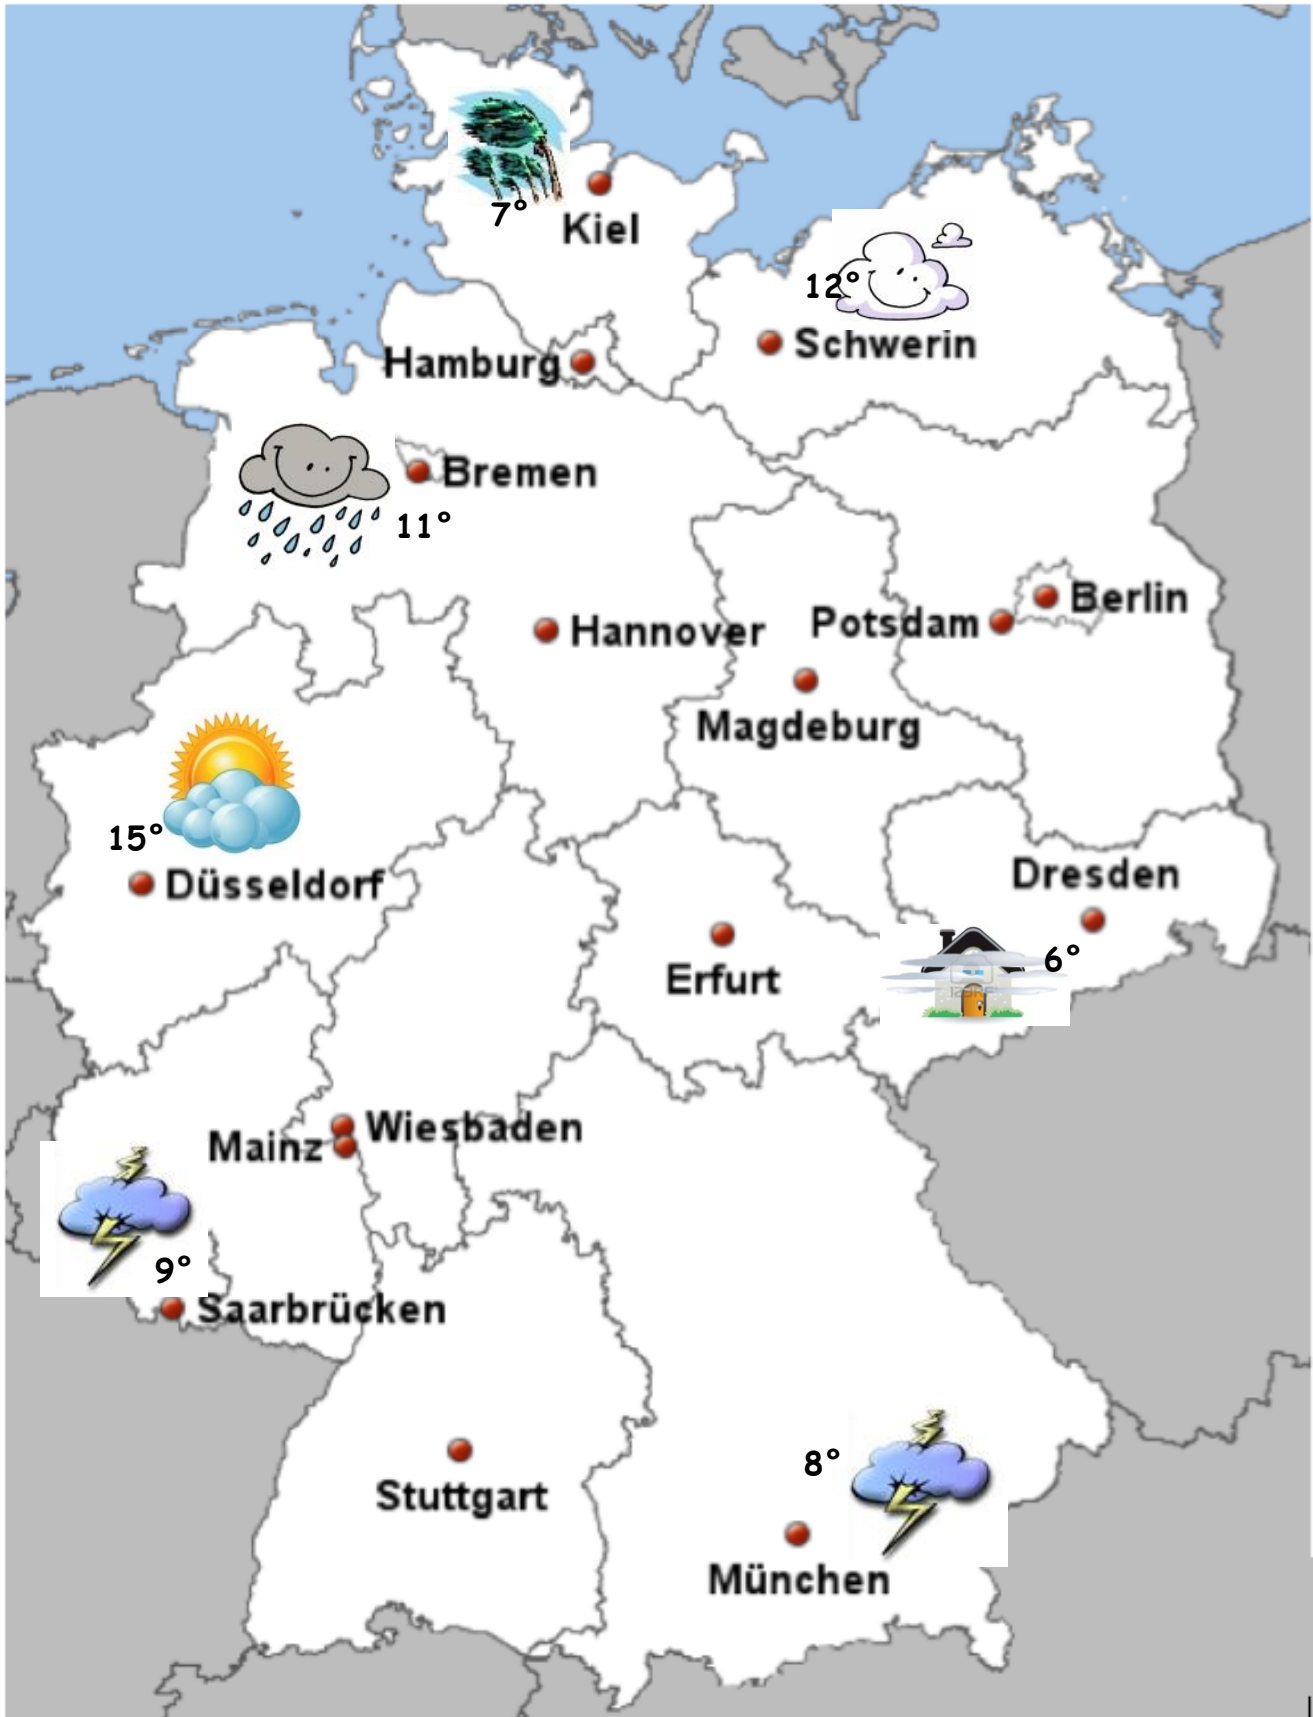 7°
Kiel
12°
Schwerin
Hamburg
Bremen
11°
Hannover
Potsdam
Berlin
Magdeburg
15°
Düsseldorf
Dresden
6°
Erfurt
Wiesbaden
Mainz
9°
Saarbrücken
8°
Stuttgart
München